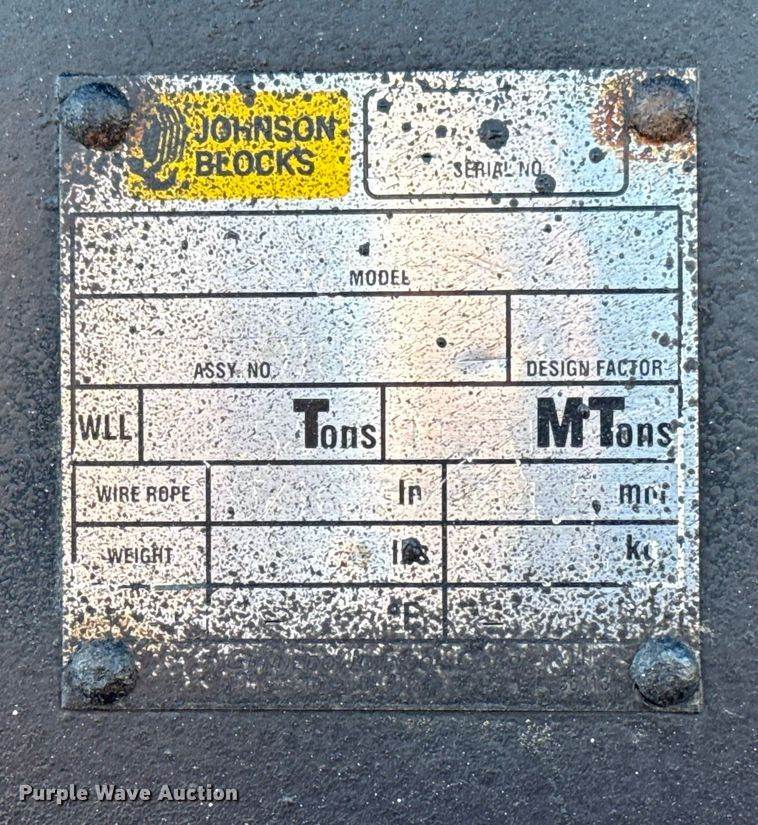 JOHNSON
BLOCKS
SERIAL NO.
MODEL
ASSY. NO.
DESIGN FACTOR
WLL Tons MTons
WIRE ROPE In mm
WEIGHT lbs kg
°F
Purple Wave Auction